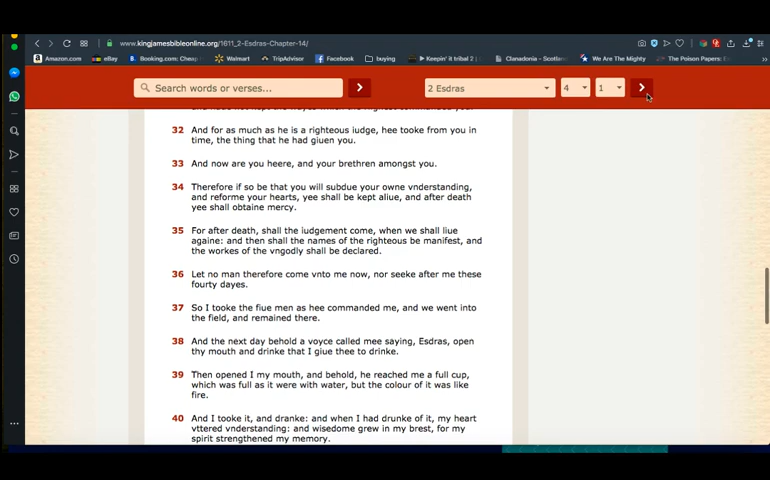 www.kingjamesbibleonline.org/1611_2-Esdras-Chapter-14/
Amazon.com eBay Booking.com: Cheap Walmart TripAdvisor Facebook buying Keepin' it tribal 2 Clanadonia – Scotlan We Are The Mighty The Poison Papers: E
Search words or verses... 2 Esdras 4 1
32 And for as much as he is a righteous iudge, hee tooke from you in
time, the thing that he had giuen you.
33 And now are you heere, and your brethren amongst you.
34 Therefore if so be that you will subdue your owne vnderstanding,
and reforme your hearts, yee shall be kept aliue, and after death
yee shall obtaine mercy.
35 For after death, shall the iudgement come, when we shall liue
againe: and then shall the names of the righteous be manifest, and
the workes of the vngodly shall be declared.
36 Let no man therefore come vnto me now, nor seeke after me these
fourty dayes.
37 So I tooke the fiue men as hee commanded me, and we went into
the field, and remained there.
38 And the next day behold a voyce called mee saying, Esdras, open
thy mouth and drinke that I giue thee to drinke.
39 Then opened I my mouth, and behold, he reached me a full cup,
which was full as it were with water, but the colour of it was like
fire.
40 And I tooke it, and dranke: and when I had drunke of it, my heart
vttered vnderstanding: and wisedome grew in my brest, for my
spirit strengthened my memory.